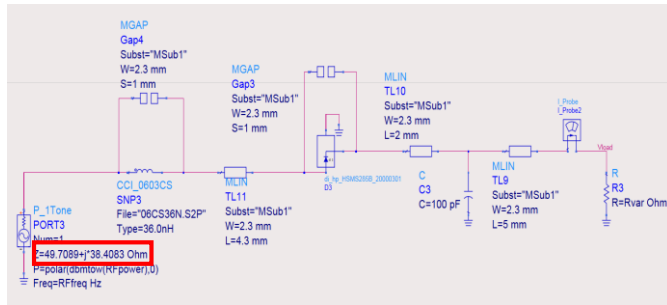 MGAP
Gap4
Subst="MSub1"
W=2.3 mm
S=1 mm
MGAP
Gap3
Subst="MSub1"
W=2.3 mm
S=1 mm
MLIN
TL10
Subst="MSub1"
W=2.3 mm
L=2 mm
I_Probe
I_Probe2
Vload
CCI_0603CS
SNP3
File="06CS36N.S2P"
Type=36.0nH
MLIN
TL11
Subst="MSub1"
W=2.3 mm
L=4.3 mm
D3
C
C3
C=100 pF
MLIN
TL9
Subst="MSub1"
W=2.3 mm
L=5 mm
R
R3
R=Rvar Ohm
P_1Tone
PORT3
Num=1
Z=49.7089+j*38.4083 Ohm
P=polar(dbmtow(RFpower),0)
Freq=RFfreq Hz